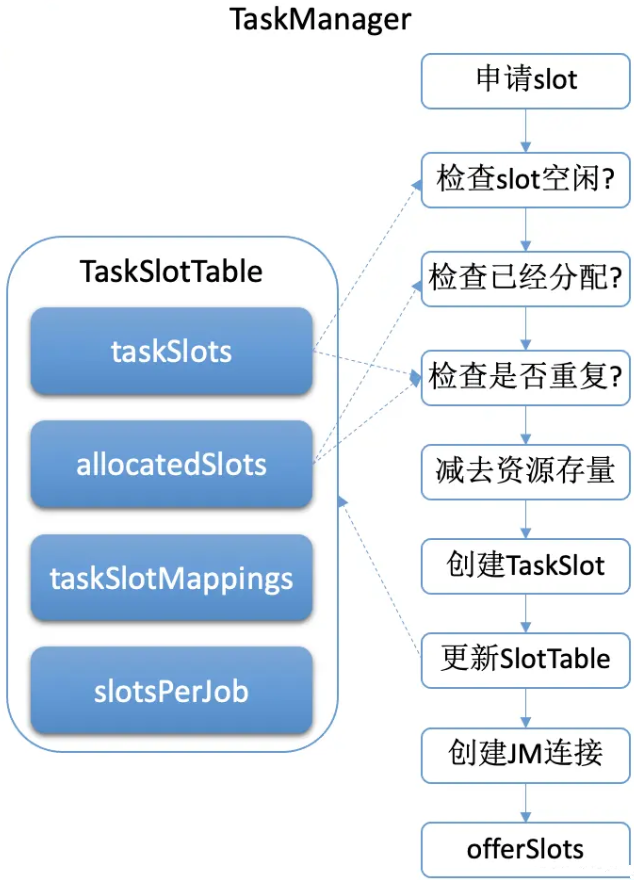 TaskManager
TaskSlotTable
taskSlots
allocatedSlots
taskSlotMappings
slotsPerJob
申请slot
检查slot空闲?
检查已经分配?
检查是否重复?
减去资源存量
创建TaskSlot
更新SlotTable
创建JM连接
offerSlots